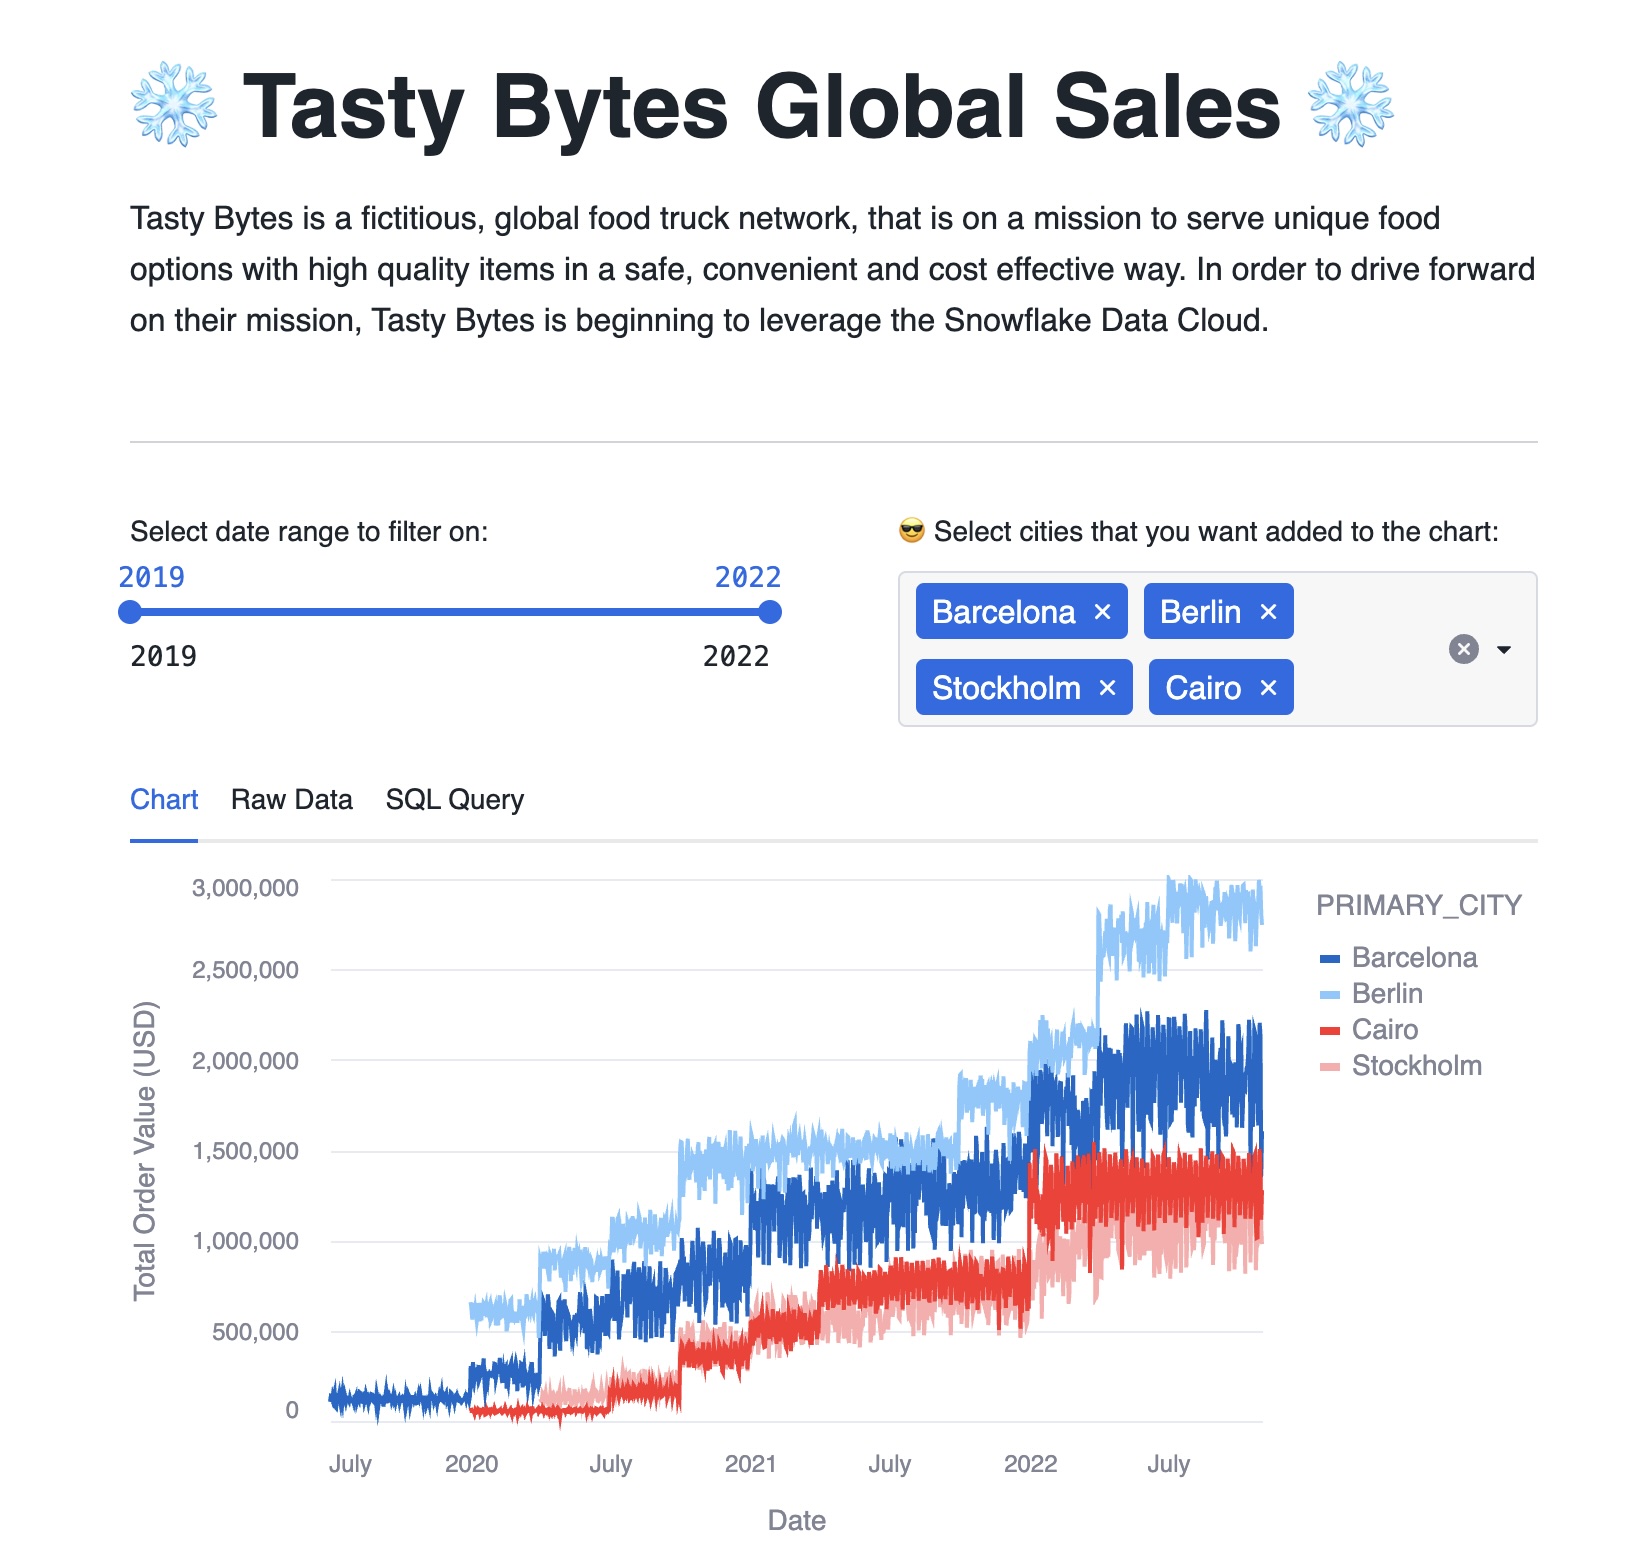 Tasty Bytes Global Sales
Tasty Bytes is a fictitious, global food truck network, that is on a mission to serve unique food
options with high quality items in a safe, convenient and cost effective way. In order to drive forward
on their mission, Tasty Bytes is beginning to leverage the Snowflake Data Cloud.
Select date range to filter on:
2019 2022
2019 2022
😎 Select cities that you want added to the chart:
Barcelona × Berlin ×
Stockholm × Cairo ×
Chart Raw Data SQL Query
Total Order Value (USD)
3,000,000
2,500,000
2,000,000
1,500,000
1,000,000
500,000
0
July 2020 July 2021 July 2022 July
Date
PRIMARY_CITY
Barcelona
Berlin
Cairo
Stockholm